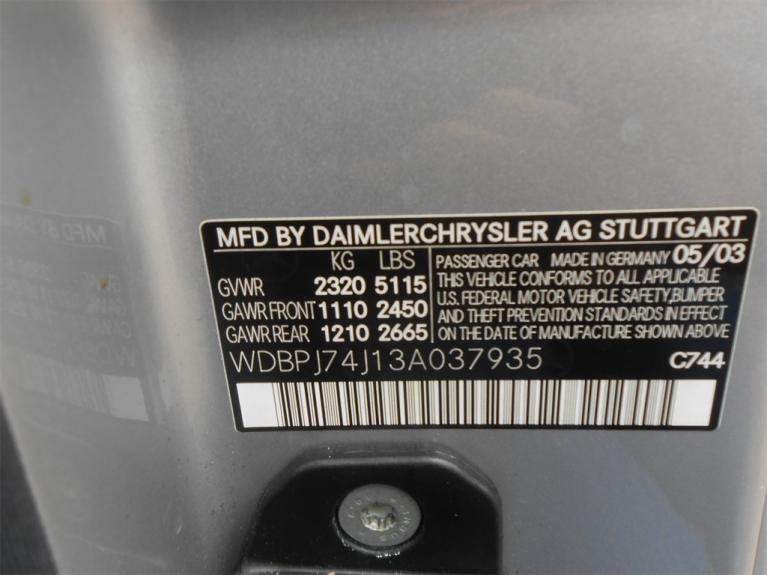 MFD BY DAIMLERCHRYSLER AG STUTTGART
KG LBS
GVWR 2320 5115
GAWR FRONT 1110 2450
GAWR REAR 1210 2665
PASSENGER CAR MADE IN GERMANY 05/03
THIS VEHICLE CONFORMS TO ALL APPLICABLE
U.S. FEDERAL MOTOR VEHICLE SAFETY, BUMPER
AND THEFT PREVENTION STANDARDS IN EFFECT
ON THE DATE OF MANUFACTURE SHOWN ABOVE
WDBPJ74J13A037935 C744